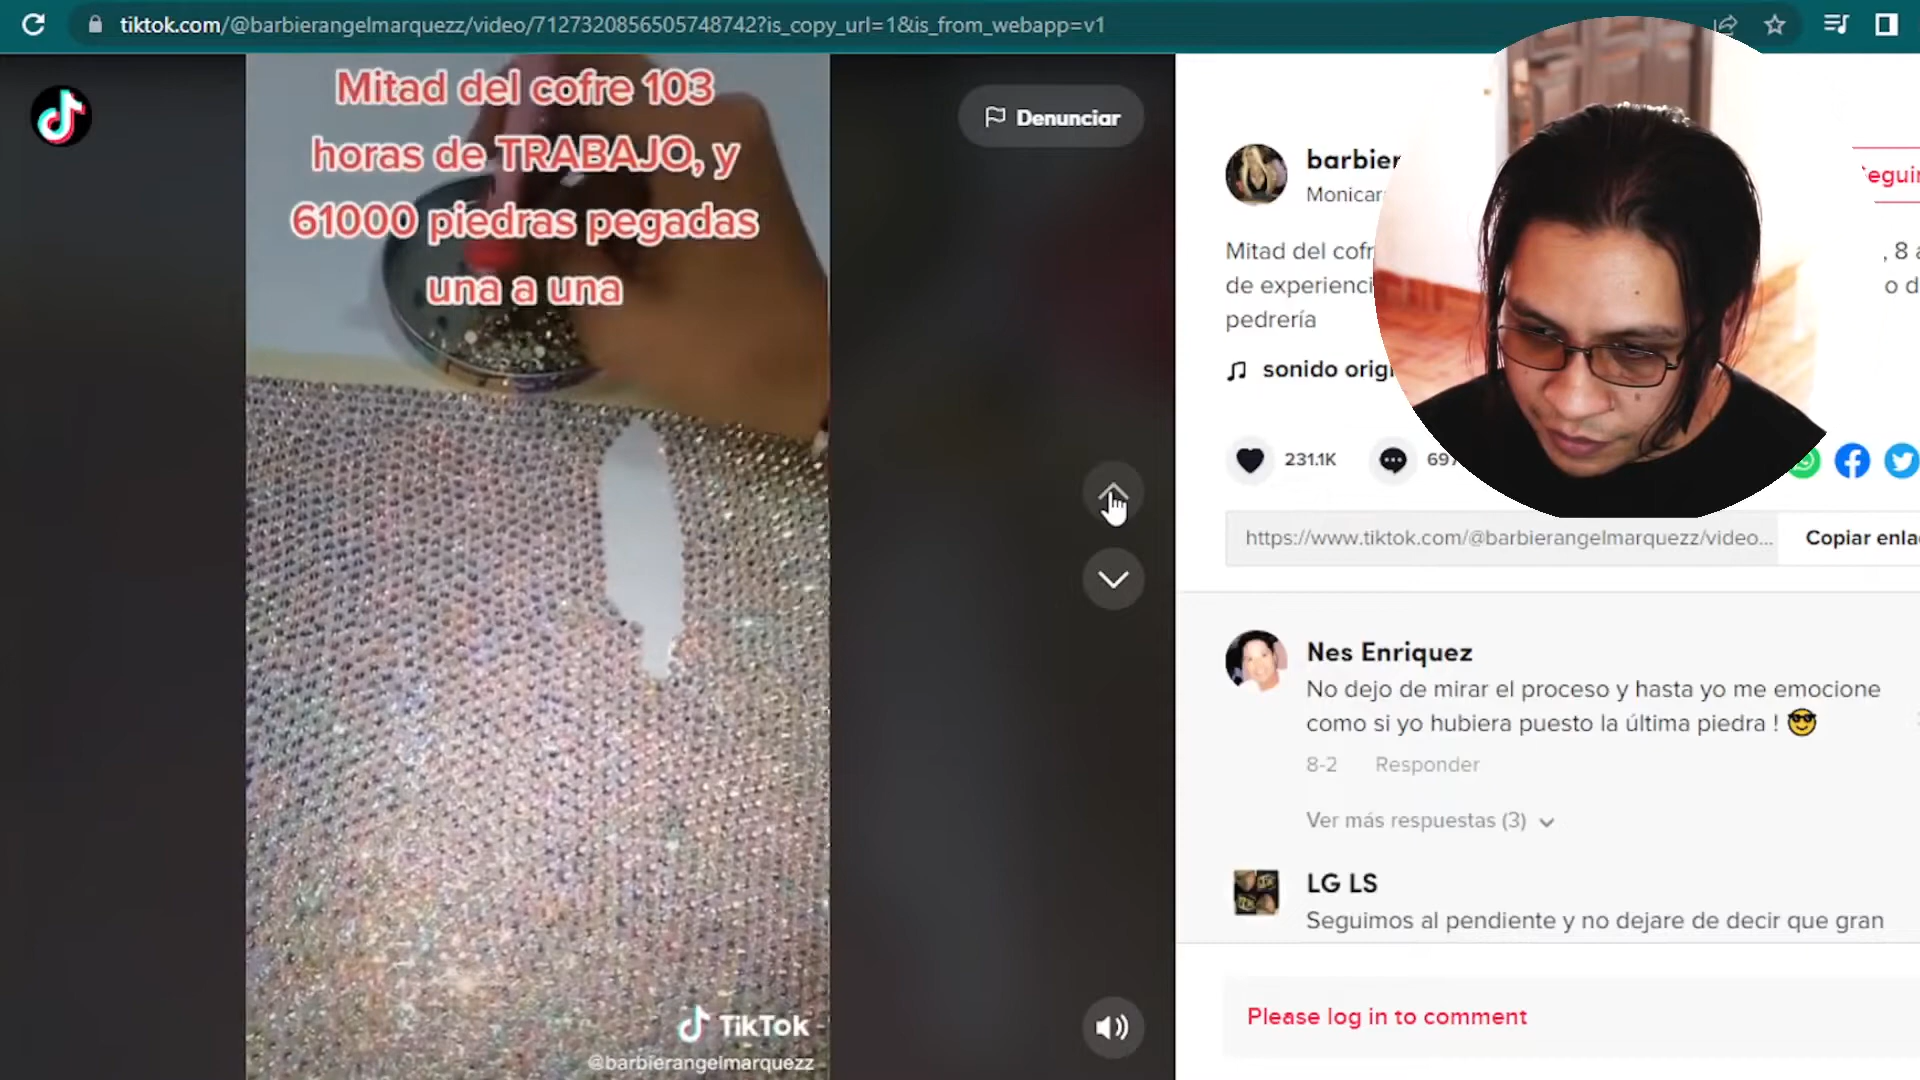 tiktok.com/@barbierangelmarquezz/video/7127320856505748742?is_copy_url=1&is_from_webapp=v1
Mitad del cofre 103
horas de TRABAJO, y
61000 piedras pegadas
una a una
Denunciar
TikTok
@barbierangelmarquezz
barbier
Monicar
Mitad del cofr , 8 a
de experienci o d
pedrería
sonido origi
231.1K 697
https://www.tiktok.com/@barbierangelmarquezz/video... Copiar enla
Nes Enriquez
No dejo de mirar el proceso y hasta yo me emocione
como si yo hubiera puesto la última piedra !
8-2 Responder
Ver más respuestas (3)
LG LS
Seguimos al pendiente y no dejare de decir que gran
Please log in to comment